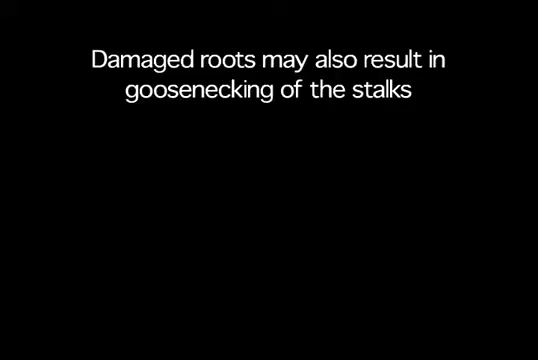 Damaged roots may also result in
goosenecking of the stalks